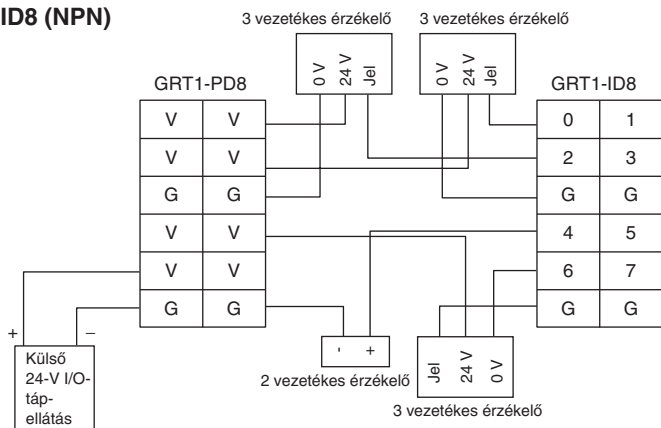 ID8 (NPN)
3 vezetékes érzékelő
3 vezetékes érzékelő
0 V
24 V
Jel
0 V
24 V
Jel
GRT1-PD8
GRT1-ID8
V V
V V
G G
V V
V V
G G
0 1
2 3
G G
4 5
6 7
G G
+ –
Külső
24-V I/O-
táp-
ellátás
- +
2 vezetékes érzékelő
Jel
24 V
0 V
3 vezetékes érzékelő